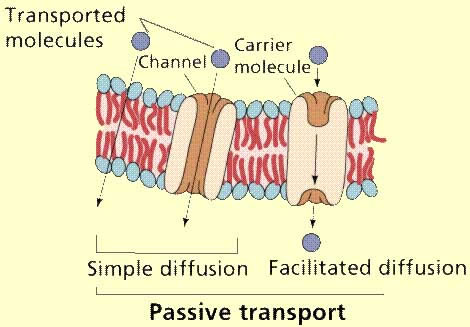 Transported
molecules
Channel
Carrier
molecule
Simple diffusion
Facilitated diffusion
Passive transport